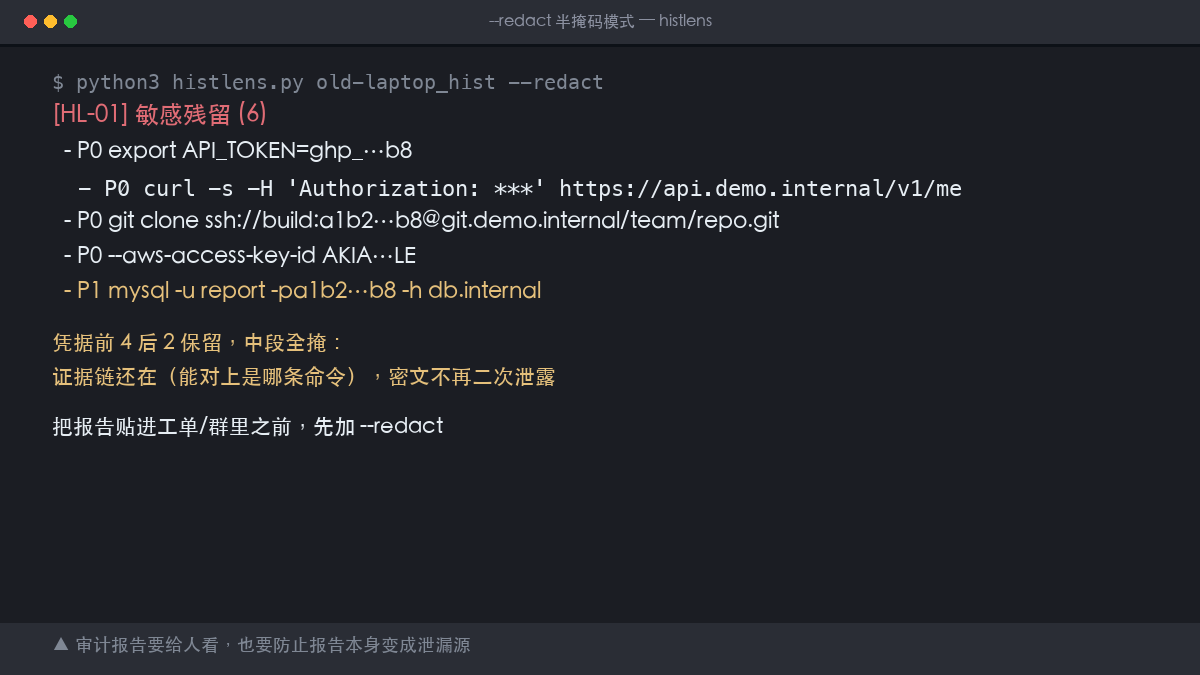 --redact 半掩码模式 — histlens
$ python3 histlens.py old-laptop_hist --redact
[HL-01] 敏感残留 (6)
- P0 export API_TOKEN=ghp_···b8
- P0 curl -s -H 'Authorization: ***' https://api.demo.internal/v1/me
- P0 git clone ssh://build:a1b2···b8@git.demo.internal/team/repo.git
- P0 --aws-access-key-id AKIA···LE
- P1 mysql -u report -pa1b2···b8 -h db.internal
凭据前 4 后 2 保留，中段全掩：
证据链还在（能对上是哪条命令），密文不再二次泄露
把报告贴进工单/群里之前，先加 --redact
▲ 审计报告要给人看，也要防止报告本身变成泄漏源